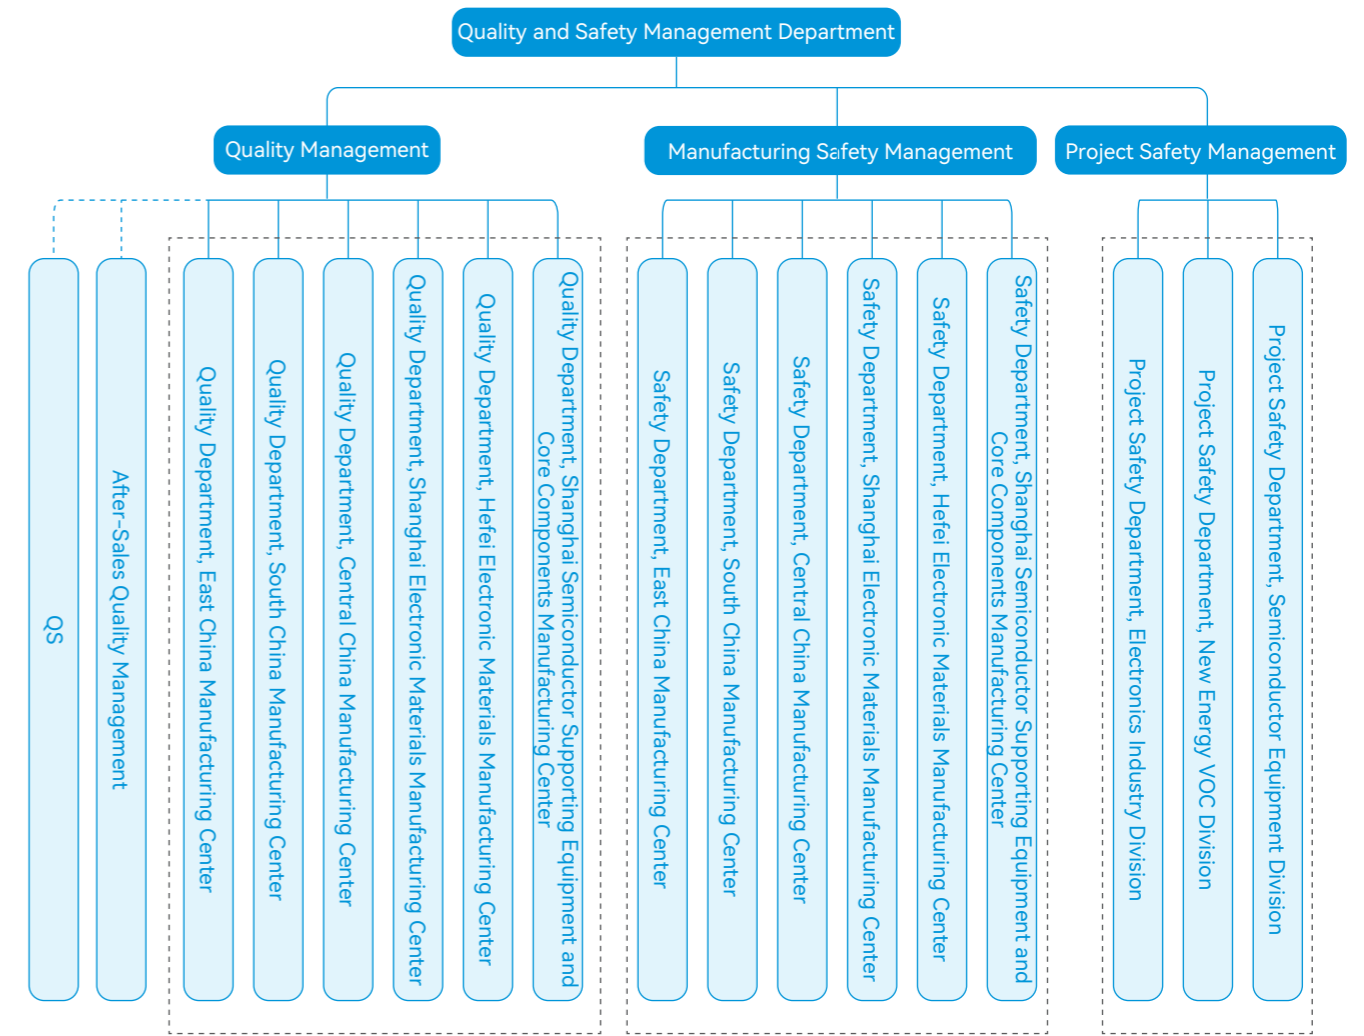 Quality and Safety Management Department
Quality Management
Manufacturing Safety Management
Project Safety Management
QS
After-Sales Quality Management
Quality Department, East China Manufacturing Center
Quality Department, South China Manufacturing Center
Quality Department, Central China Manufacturing Center
Quality Department, Shanghai Electronic Materials Manufacturing Center
Quality Department, Hefei Electronic Materials Manufacturing Center
Quality Department, Shanghai Semiconductor Supporting Equipment and
Core Components Manufacturing Center
Safety Department, East China Manufacturing Center
Safety Department, South China Manufacturing Center
Safety Department, Central China Manufacturing Center
Safety Department, Shanghai Electronic Materials Manufacturing Center
Safety Department, Hefei Electronic Materials Manufacturing Center
Safety Department, Shanghai Semiconductor Supporting Equipment and
Core Components Manufacturing Center
Project Safety Department, Electronics Industry Division
Project Safety Department, New Energy VOC Division
Project Safety Department, Semiconductor Equipment Division